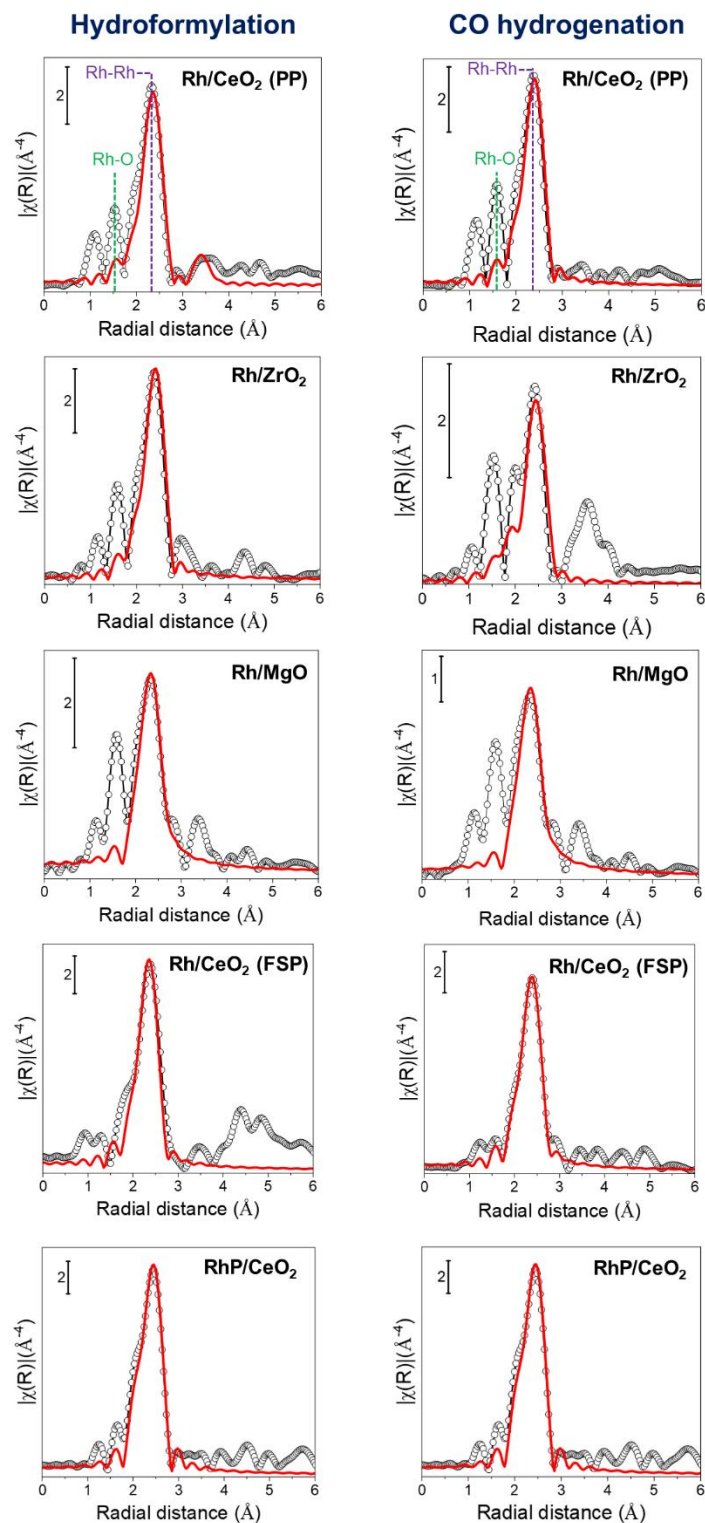 Hydroformylation
CO hydrogenation
2
Rh-Rh
Rh/CeO₂ (PP)
Rh-O
|χ(R)|(Å⁻⁴)
0 1 2 3 4 5 6
Radial distance (Å)
2
Rh-Rh
Rh/CeO₂ (PP)
Rh-O
|χ(R)|(Å⁻⁴)
0 1 2 3 4 5 6
Radial distance (Å)
2
Rh/ZrO₂
|χ(R)|(Å⁻⁴)
0 1 2 3 4 5 6
Radial distance (Å)
2
Rh/ZrO₂
|χ(R)|(Å⁻⁴)
0 1 2 3 4 5 6
Radial distance (Å)
2
Rh/MgO
|χ(R)|(Å⁻⁴)
0 1 2 3 4 5 6
Radial distance (Å)
1
Rh/MgO
|χ(R)|(Å⁻⁴)
0 1 2 3 4 5 6
Radial distance (Å)
2
Rh/CeO₂ (FSP)
|χ(R)|(Å⁻⁴)
0 1 2 3 4 5 6
Radial distance (Å)
2
Rh/CeO₂ (FSP)
|χ(R)|(Å⁻⁴)
0 1 2 3 4 5 6
Radial distance (Å)
2
RhP/CeO₂
|χ(R)|(Å⁻⁴)
0 1 2 3 4 5 6
Radial distance (Å)
2
RhP/CeO₂
|χ(R)|(Å⁻⁴)
0 1 2 3 4 5 6
Radial distance (Å)